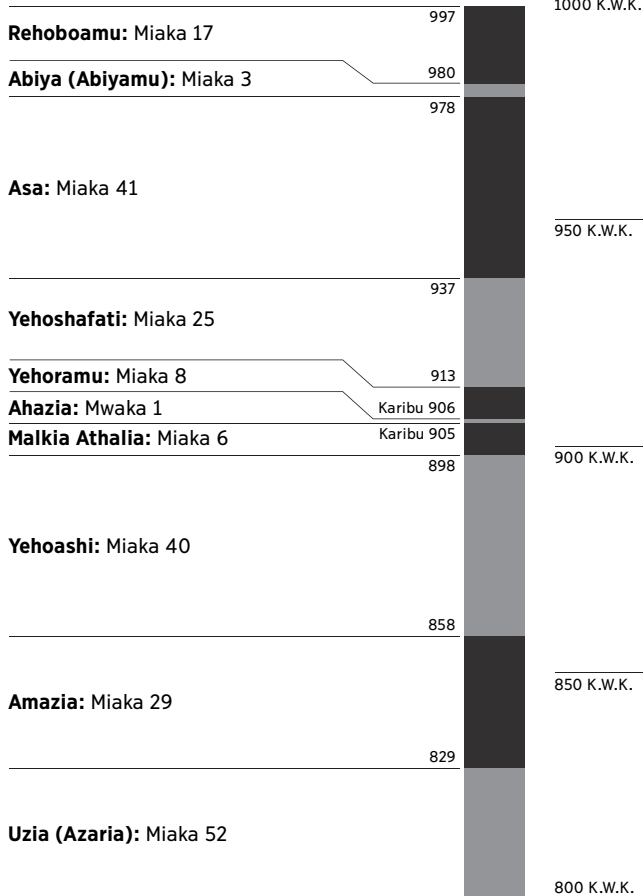 1000 K.W.K.
997
Rehoboamu: Miaka 17
980
Abiya (Abiyamu): Miaka 3
978
Asa: Miaka 41
950 K.W.K.
937
Yehoshafati: Miaka 25
913
Yehoramu: Miaka 8
Karibu 906
Ahazia: Mwaka 1
Karibu 905
Malkia Athalia: Miaka 6
900 K.W.K.
898
Yehoashi: Miaka 40
858
850 K.W.K.
Amazia: Miaka 29
829
Uzia (Azaria): Miaka 52
800 K.W.K.